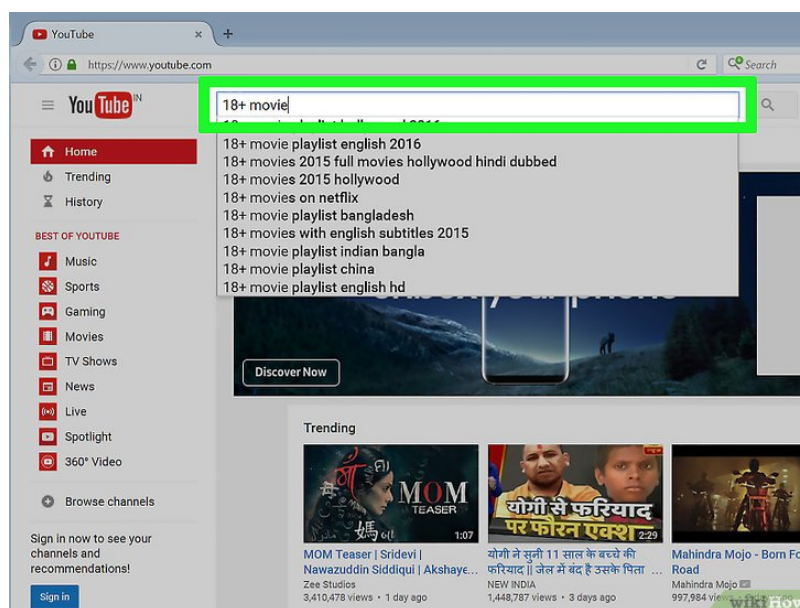 YouTube
https://www.youtube.com
Search
YouTube IN
18+ movie
18+ movie playlist english 2016
18+ movies 2015 full movies hollywood hindi dubbed
18+ movies 2015 hollywood
18+ movies on netflix
18+ movie playlist bangladesh
18+ movies with english subtitles 2015
18+ movie playlist indian bangla
18+ movie playlist china
18+ movie playlist english hd
Home
Trending
History
BEST OF YOUTUBE
Music
Sports
Gaming
Movies
TV Shows
News
Live
Spotlight
360° Video
Browse channels
Sign in now to see your
channels and
recommendations!
Sign in
your phone
Discover Now
Trending
माँ
MOM
TEASER
1:07
MOM Teaser | Sridevi |
Nawazuddin Siddiqui | Akshaye...
Zee Studios
3,410,478 views • 1 day ago
योगी से फरियाद
पर फौरन एक्शन
2:29
योगी ने सुनी 11 साल के बच्चे की
फरियाद || जेल में बंद है उसके पिता ...
NEW INDIA
1,448,787 views • 3 days ago
Mahindra Mojo - Born Fo
Road
Mahindra Mojo
997,984 views
wikiHow